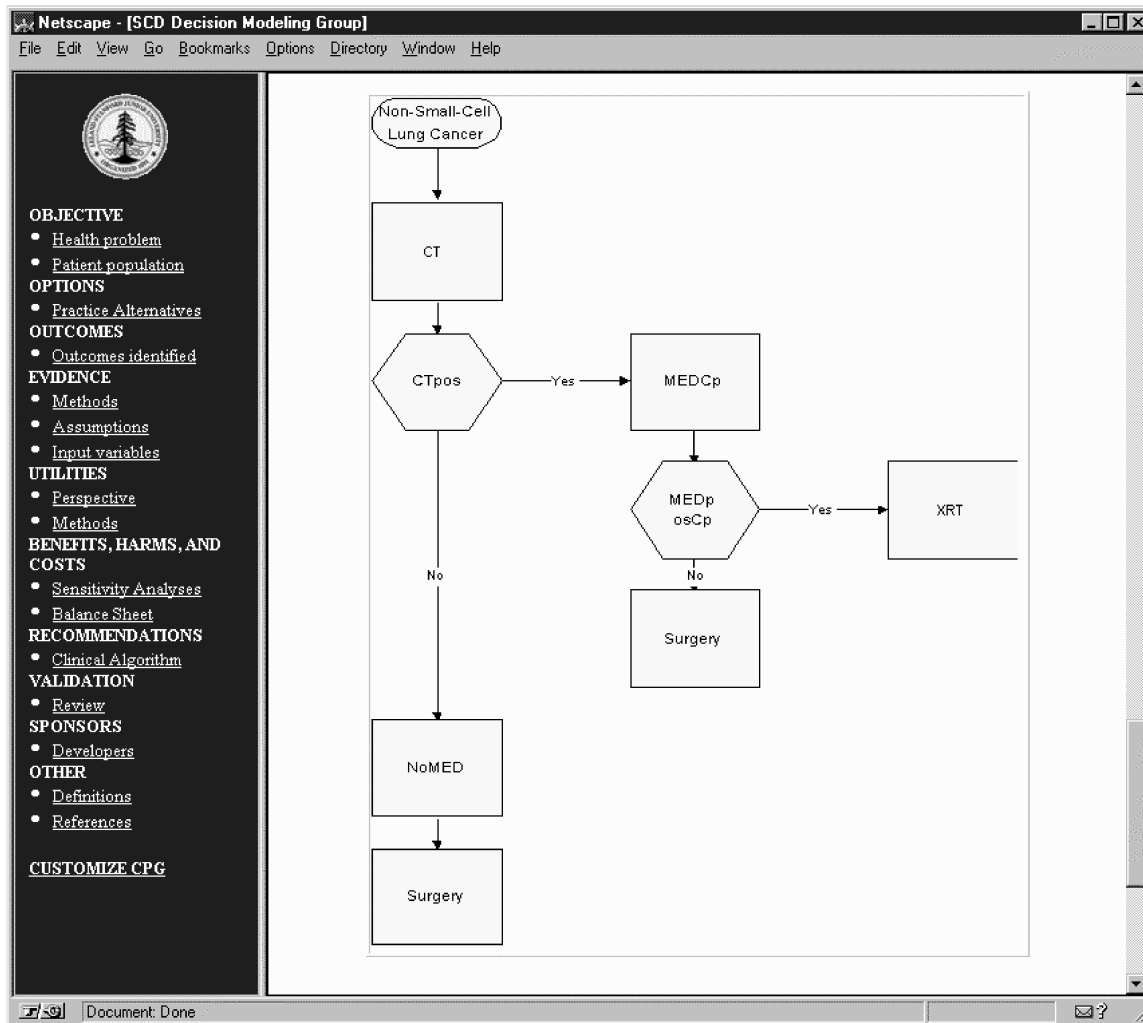 Netscape - [SCD Decision Modeling Group]
File Edit View Go Bookmarks Options Directory Window Help
OBJECTIVE
Health problem
Patient population
OPTIONS
Practice Alternatives
OUTCOMES
Outcomes identified
EVIDENCE
Methods
Assumptions
Input variables
UTILITIES
Perspective
Methods
BENEFITS, HARMS, AND
COSTS
Sensitivity Analyses
Balance Sheet
RECOMMENDATIONS
Clinical Algorithm
VALIDATION
Review
SPONSORS
Developers
OTHER
Definitions
References
CUSTOMIZE CPG
Non-Small-Cell
Lung Cancer
CT
CTpos
Yes
MEDCp
MEDp
osCp
Yes
XRT
No
Surgery
No
NoMED
Surgery
Document: Done
?